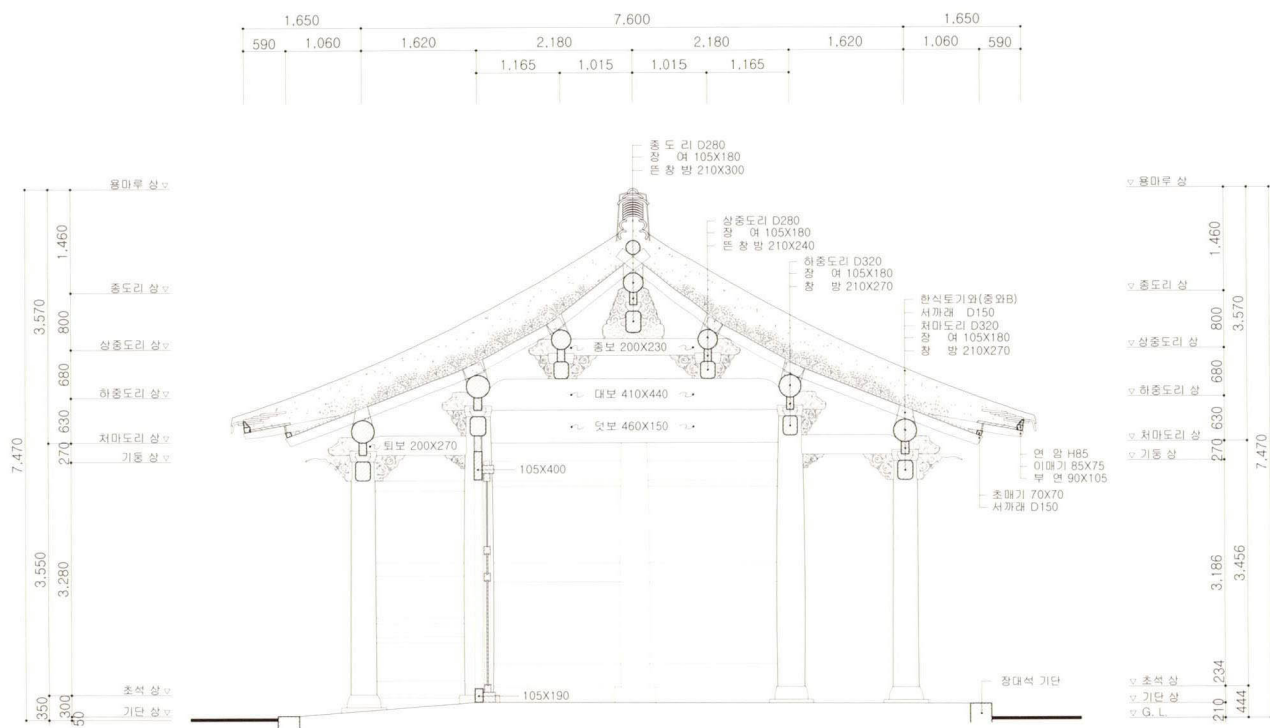 1,650 7,600 1,650
590 1,060 1,620 2,180 2,180 1,620 1,060 590
1,165 1,015 1,015 1,165
종 도 리 D280
장 여 105X180
뜬 창 방 210X300
상중도리 D280
장 여 105X180
뜬 창 방 210X240
하중도리 D320
장 여 105X180
창 방 210X270
한식토기와(중와B)
서까래 D150
처마도리 D320
장 여 105X180
창 방 210X270
용마루 상
종도리 상
상중도리 상
하중도리 상
처마도리 상
기둥 상
초석 상
기단 상
7,470
3,570
3,550
350
1,460
800
680
630
270
3,280
300
50
종보 200X230
대보 410X440
덧보 460X150
퇴보 200X270
105X400
105X190
연 암 H85
이매기 85X75
부 연 90X105
초매기 70X70
서까래 D150
장대석 기단
용마루 상
종도리 상
상중도리 상
하중도리 상
처마도리 상
기둥 상
초석 상
기단 상
G.L.
1,460
800
680
630
270
3,186
234
210
3,570
3,456
444
7,470